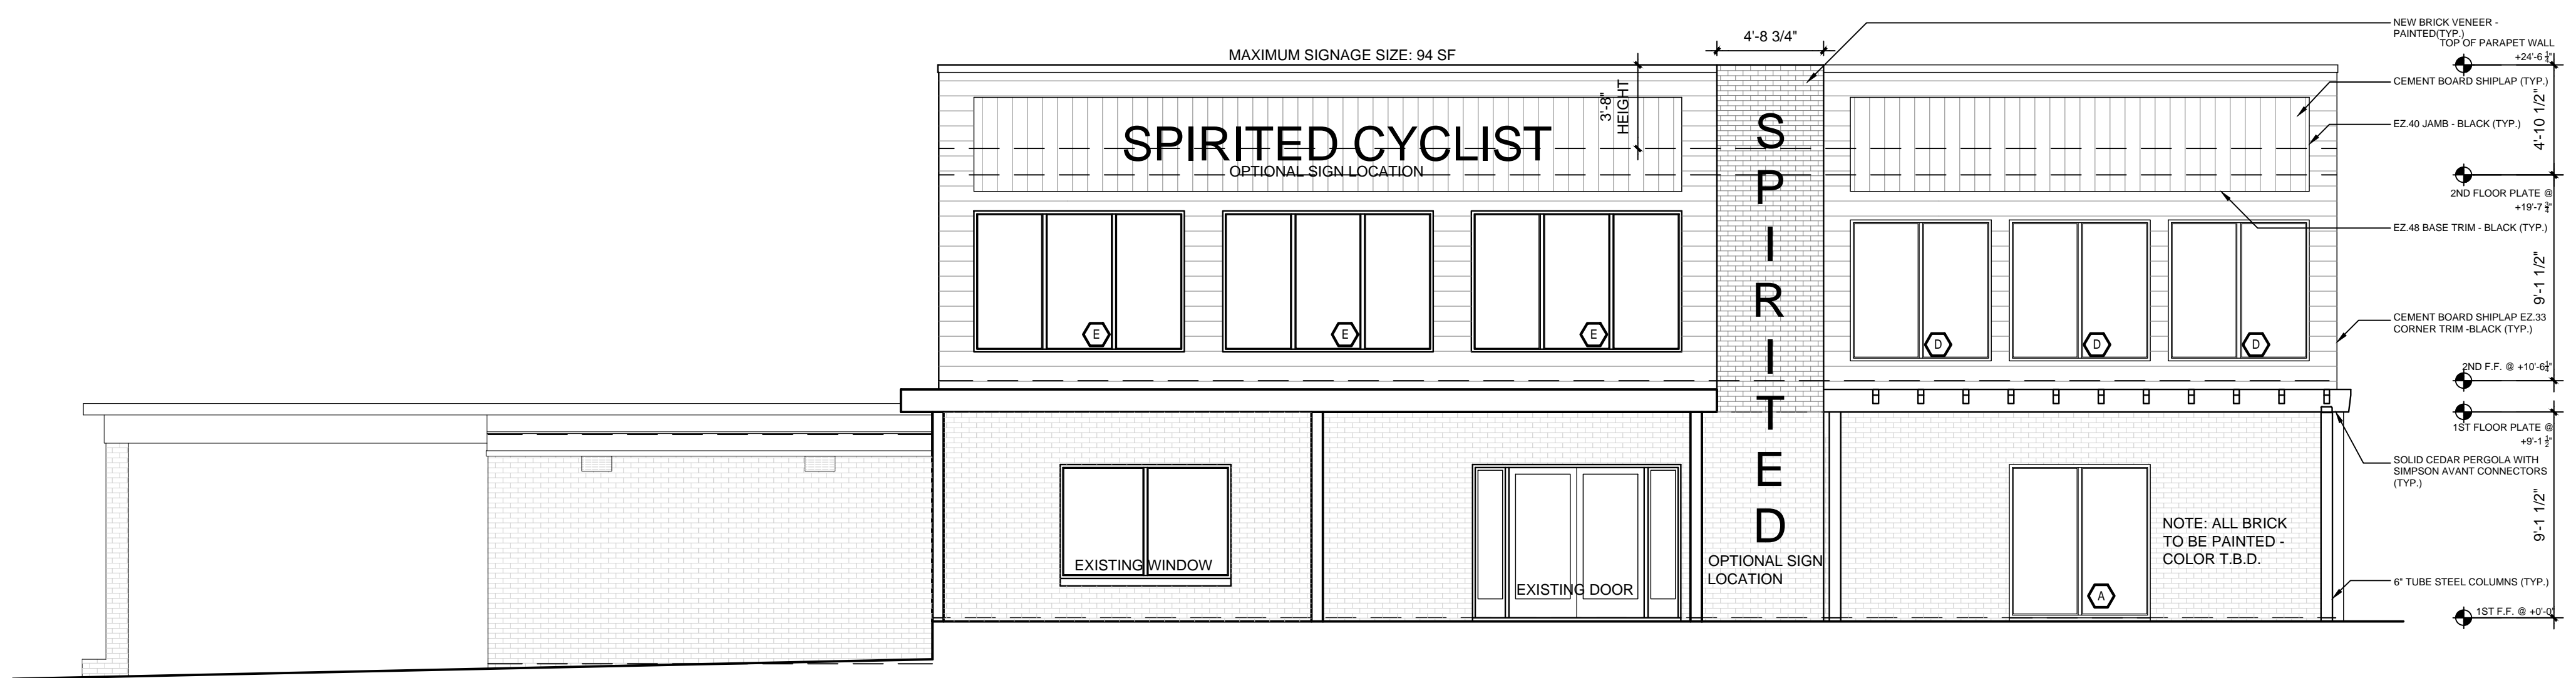 MAXIMUM SIGNAGE SIZE: 94 SF
4'-8 3/4"
3'-8"
HEIGHT
SPIRITED CYCLIST
OPTIONAL SIGN LOCATION
S
P
I
R
I
T
E
D
OPTIONAL SIGN
LOCATION
E
E
E
D
D
D
EXISTING WINDOW
EXISTING DOOR
A
NOTE: ALL BRICK
TO BE PAINTED -
COLOR T.B.D.
NEW BRICK VENEER -
PAINTED(TYP.)
TOP OF PARAPET WALL
+24'-6 1/4"
CEMENT BOARD SHIPLAP (TYP.)
4'-10 1/2"
EZ.40 JAMB - BLACK (TYP.)
2ND FLOOR PLATE @
+19'-7 3/4"
EZ.48 BASE TRIM - BLACK (TYP.)
9'-1 1/2"
CEMENT BOARD SHIPLAP EZ.33
CORNER TRIM -BLACK (TYP.)
2ND F.F. @ +10'-6 1/4"
1ST FLOOR PLATE @
+9'-1 1/2"
SOLID CEDAR PERGOLA WITH
SIMPSON AVANT CONNECTORS
(TYP.)
9'-1 1/2"
6" TUBE STEEL COLUMNS (TYP.)
1ST F.F. @ +0'-0"